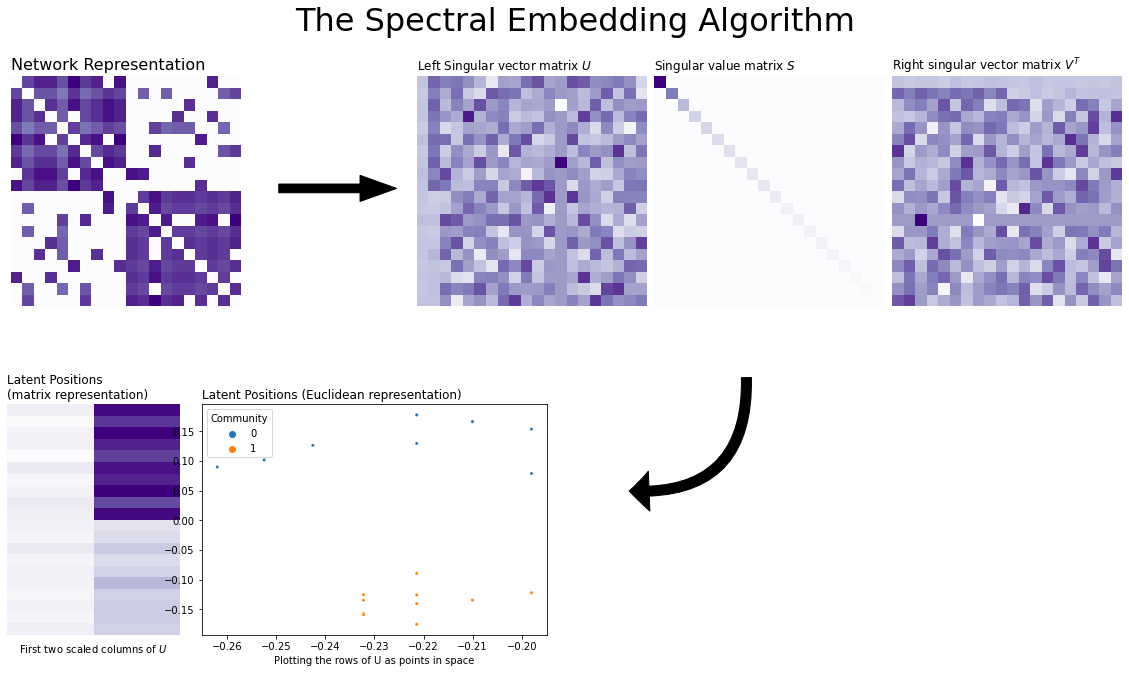 The Spectral Embedding Algorithm
Network Representation
Left Singular vector matrix U
Singular value matrix S
Right singular vector matrix V^T
Latent Positions
(matrix representation)
First two scaled columns of U
Latent Positions (Euclidean representation)
Community
0
1
0.15
0.10
0.05
0.00
−0.05
−0.10
−0.15
−0.26 −0.25 −0.24 −0.23 −0.22 −0.21 −0.20
Plotting the rows of U as points in space